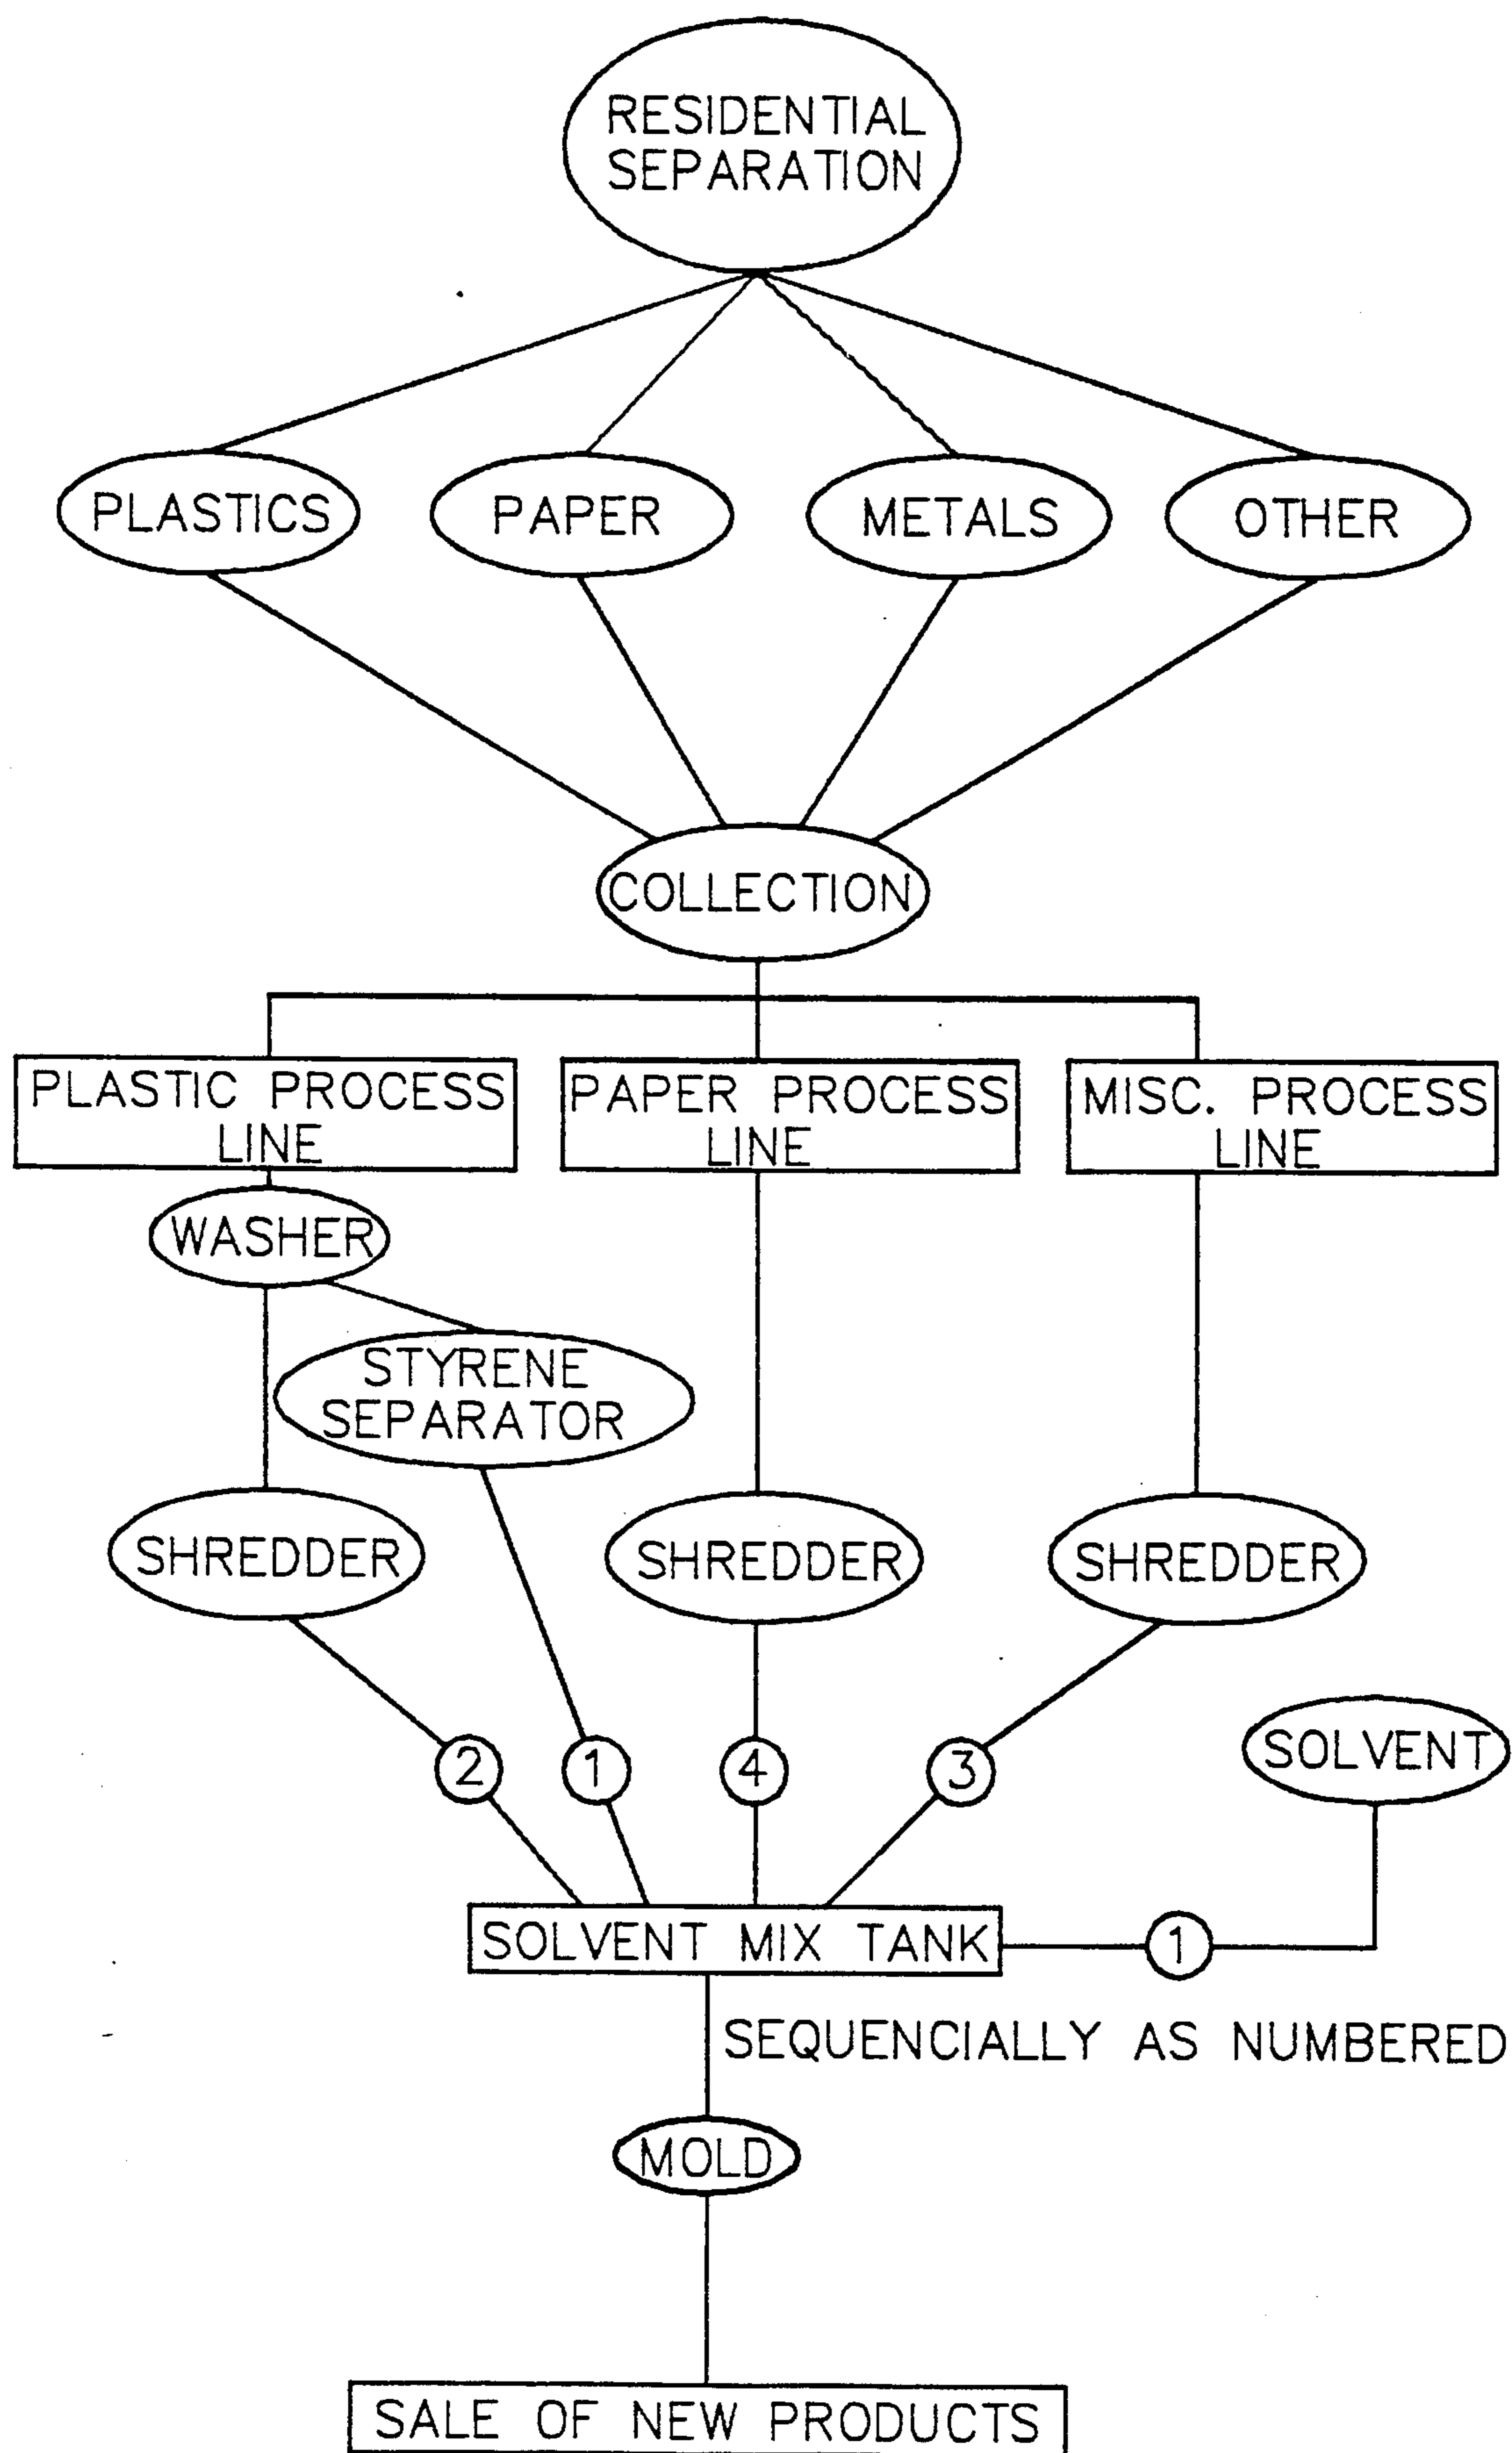 RESIDENTIAL
SEPARATION
PLASTICS
PAPER
METALS
OTHER
COLLECTION
PLASTIC PROCESS
LINE
PAPER PROCESS
LINE
MISC. PROCESS
LINE
WASHER
STYRENE
SEPARATOR
SHREDDER
SHREDDER
SHREDDER
SOLVENT
2
1
4
3
SOLVENT MIX TANK
1
SEQUENCIALLY AS NUMBERED
MOLD
SALE OF NEW PRODUCTS